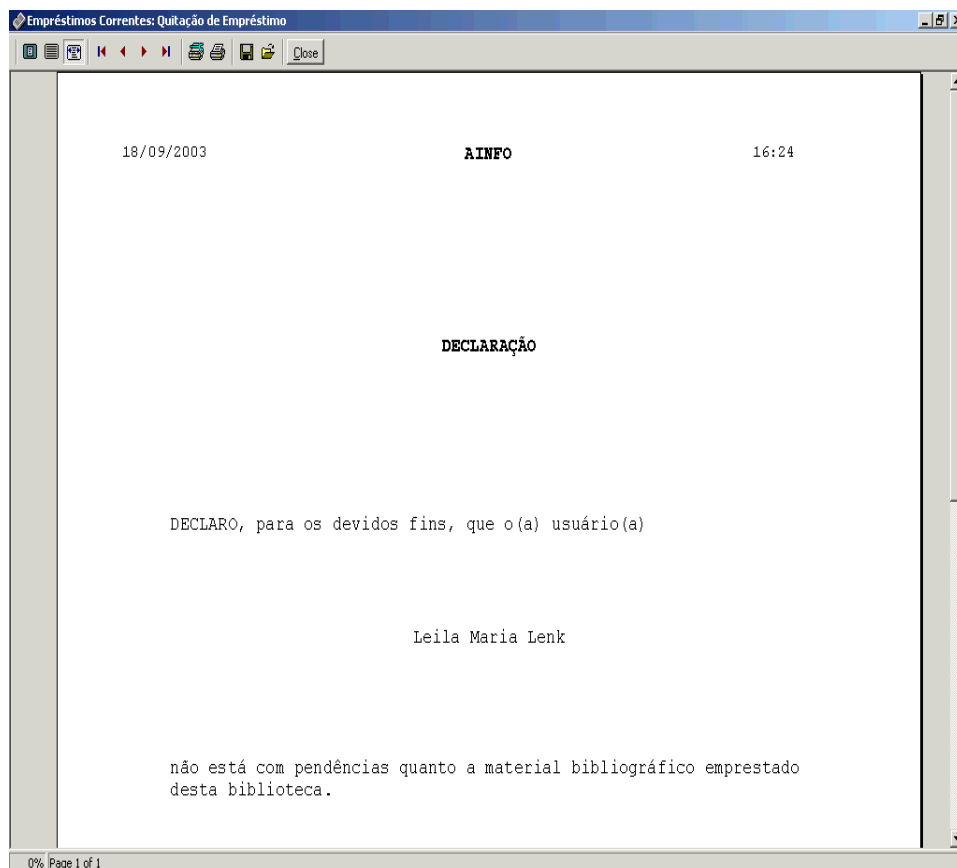 Empréstimos Correntes: Quitação de Empréstimo
Close
18/09/2003 AINFO 16:24
DECLARAÇÃO
DECLARO, para os devidos fins, que o(a) usuário(a)
Leila Maria Lenk
não está com pendências quanto a material bibliográfico emprestado
desta biblioteca.
0% Page 1 of 1